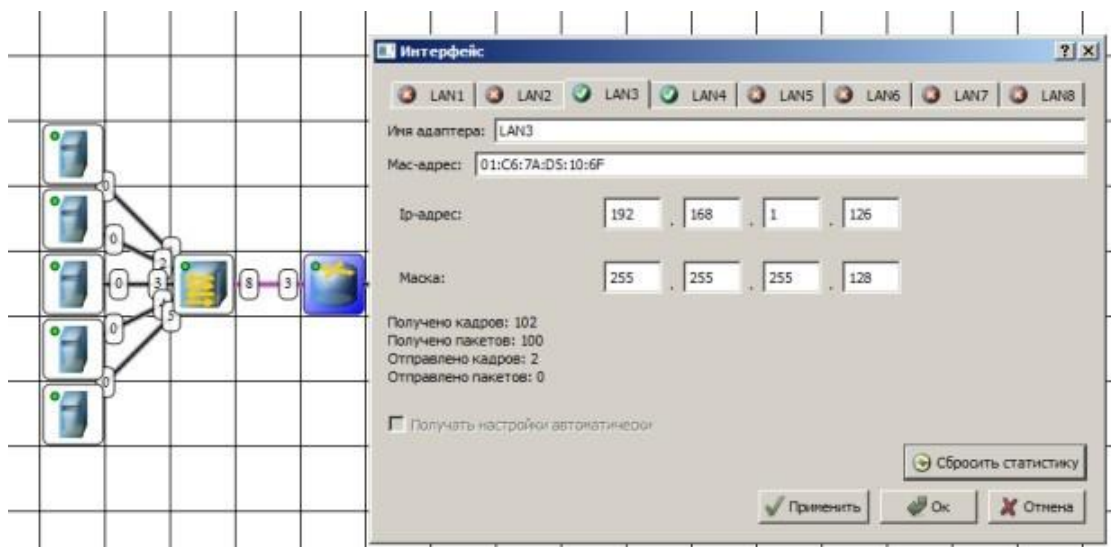 Интерфейс
LAN1 LAN2 LAN3 LAN4 LAN5 LAN6 LAN7 LAN8
Имя адаптера: LAN3
Mac-адрес: 01:C6:7A:D5:10:6F
Ip-адрес: 192 . 168 . 1 . 126
Маска: 255 . 255 . 255 . 128
Получено кадров: 102
Получено пакетов: 100
Отправлено кадров: 2
Отправлено пакетов: 0
Получать настройки автоматически
Сбросить статистику
Применить Ок Отмена
0
0
2
0 3 8 3
0
5
0